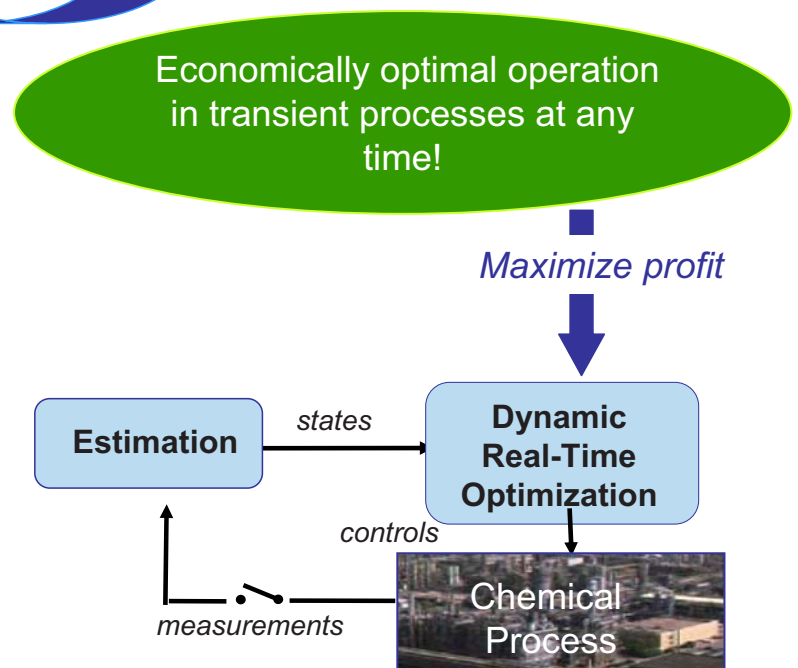 Economically optimal operation
in transient processes at any
time!
Maximize profit
Estimation
states
Dynamic
Real-Time
Optimization
controls
Chemical
Process
measurements